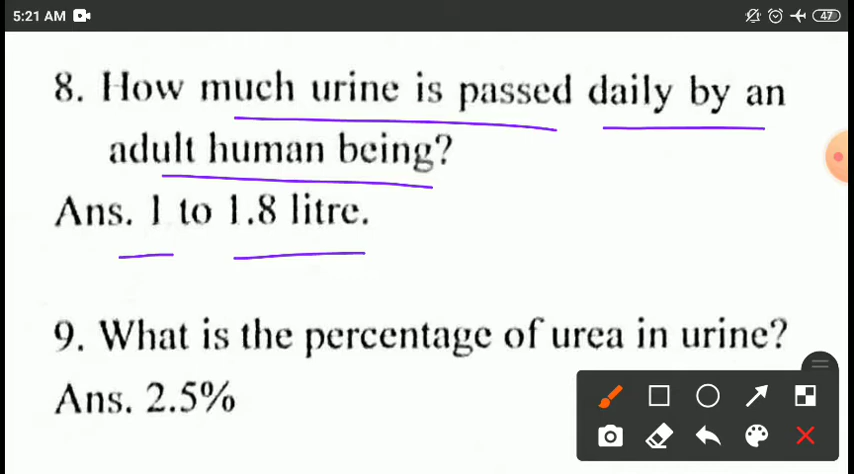 5:21 AM 47
8. How much urine is passed daily by an
adult human being?
Ans. 1 to 1.8 litre.
9. What is the percentage of urea in urine?
Ans. 2.5%